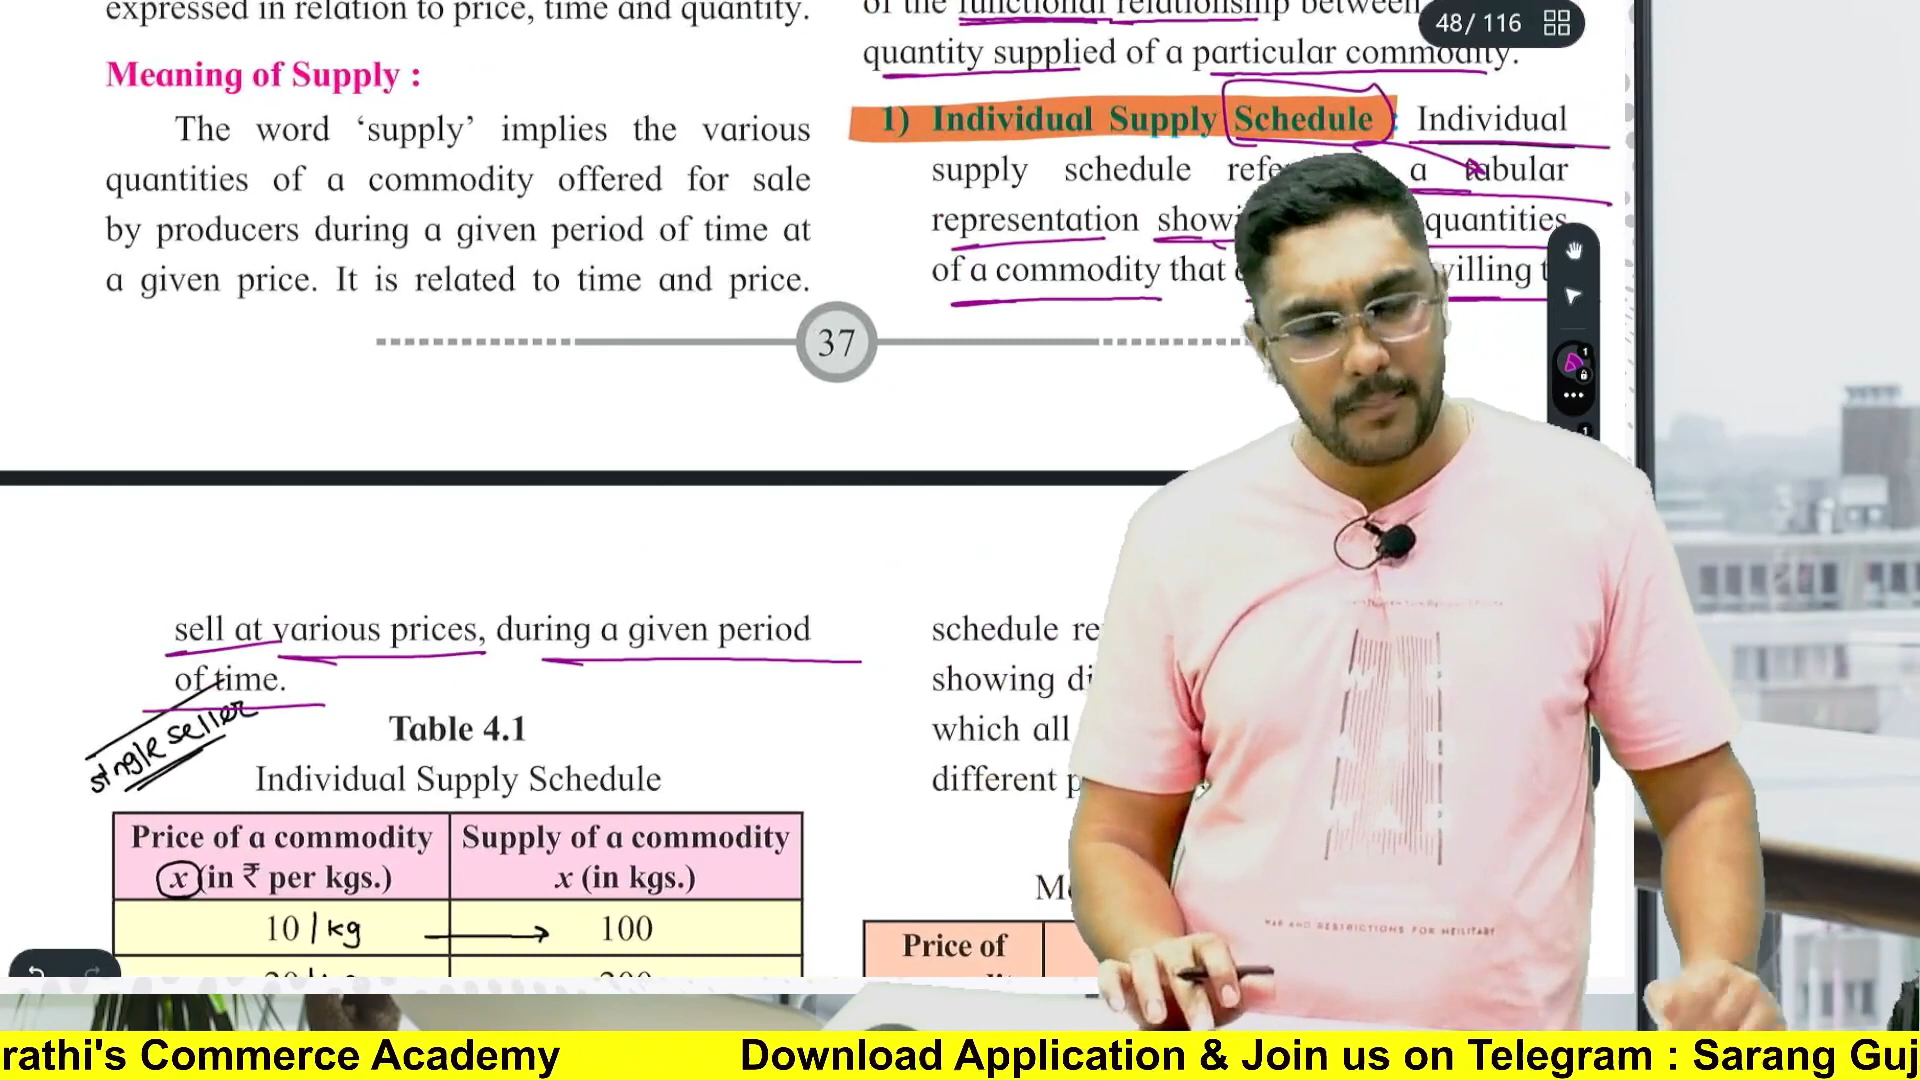 expressed in relation to price, time and quantity.
Meaning of Supply :
The word ‘supply’ implies the various
quantities of a commodity offered for sale
by producers during a given period of time at
a given price. It is related to time and price.
of the functional relationship between
quantity supplied of a particular commodity.
1) Individual Supply Schedule : Individual
supply schedule a tabular
representation quantities
of a commodity that willing
48/ 116
37
sell at various prices, during a given period
of time.
single seller
Table 4.1
Individual Supply Schedule
Price of a commodity
x (in ₹ per kgs.)
Supply of a commodity
x (in kgs.)
10 / kg
100
schedule
showing
which all
different
Price of
rathi's Commerce Academy
Download Application & Join us on Telegram : Sarang Guj